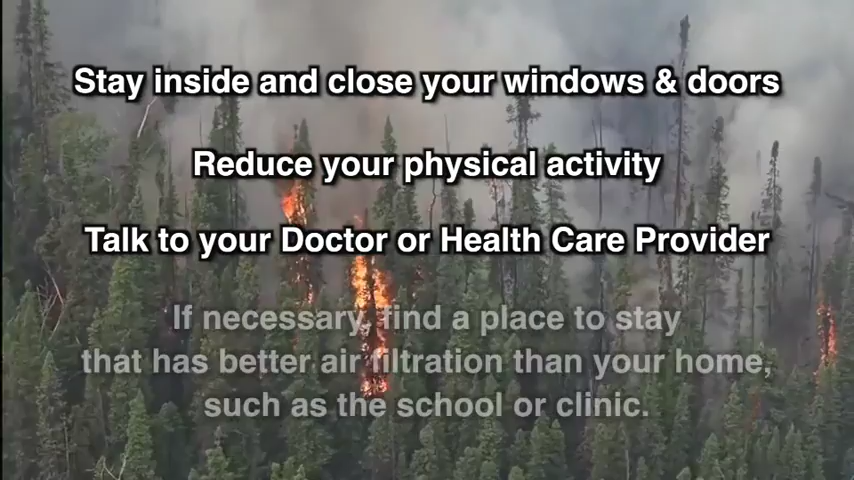 Stay inside and close your windows & doors
Reduce your physical activity
Talk to your Doctor or Health Care Provider
If necessary, find a place to stay
that has better air filtration than your home,
such as the school or clinic.